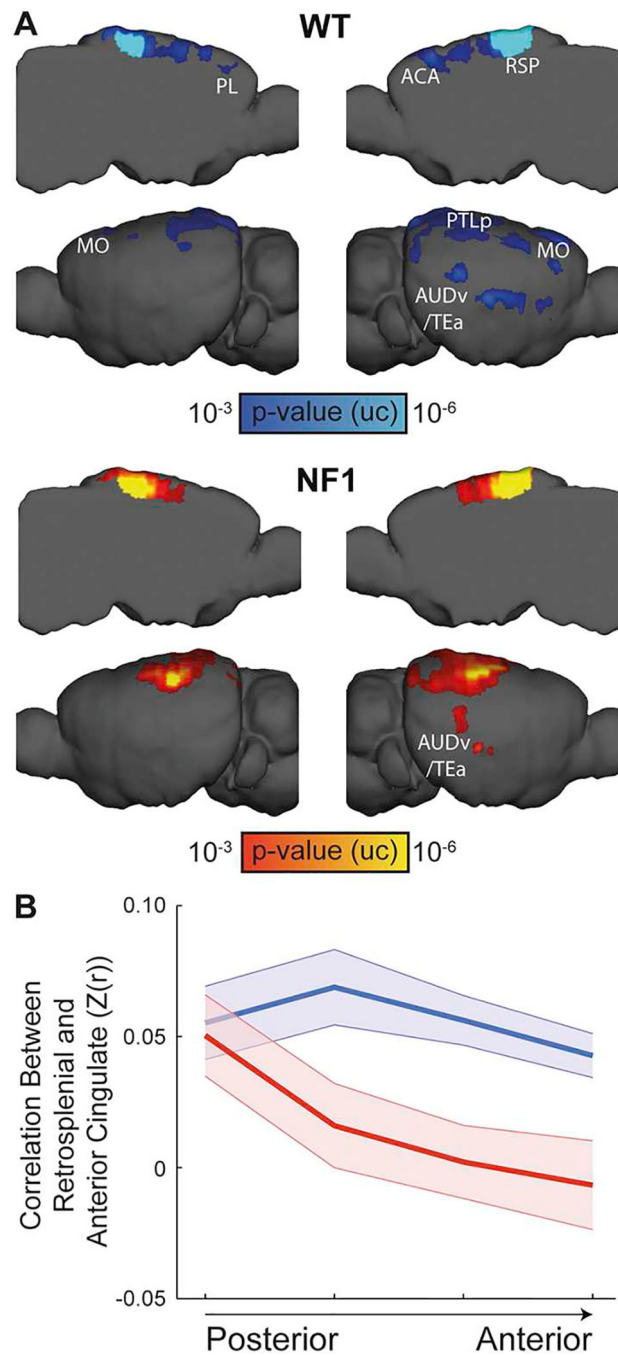 A
WT
PL
ACA
RSP
MO
PTLp
MO
AUDv
/TEa
10-3 p-value (uc) 10-6
NF1
AUDv
/TEa
10-3 p-value (uc) 10-6
B
Correlation Between
Retrosplenial and
Anterior Cingulate (Z(r))
0.10
0.05
0
-0.05
Posterior Anterior